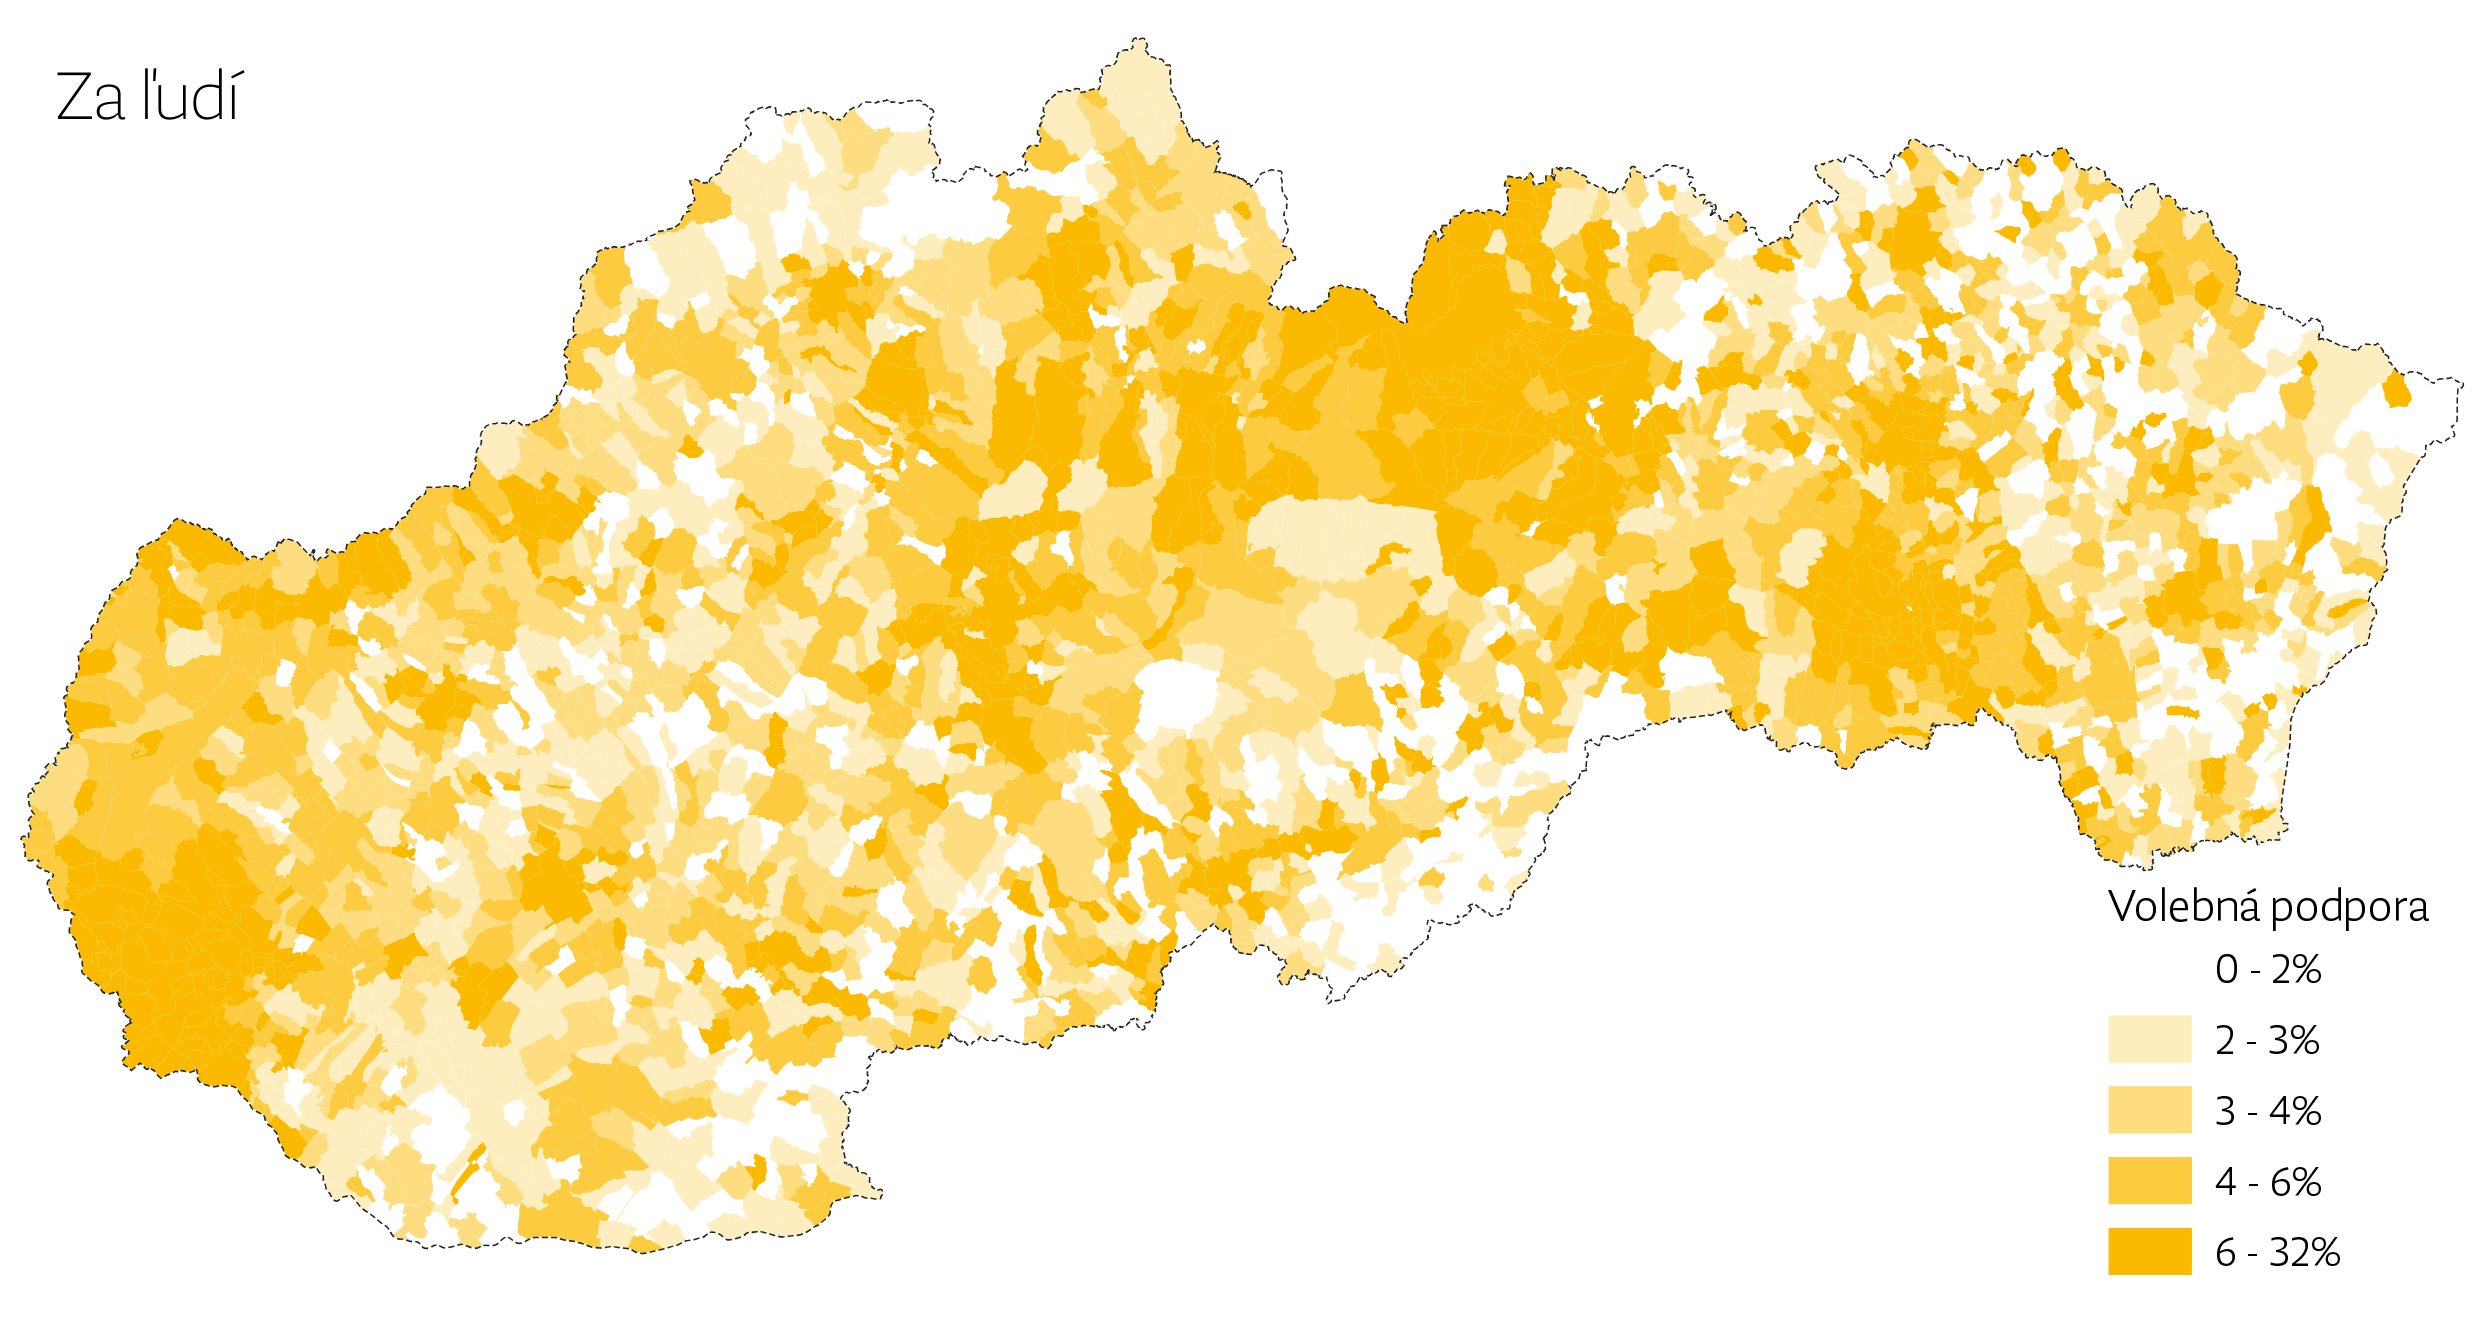 Za ľudí
Volebná podpora
0 - 2%
2 - 3%
3 - 4%
4 - 6%
6 - 32%